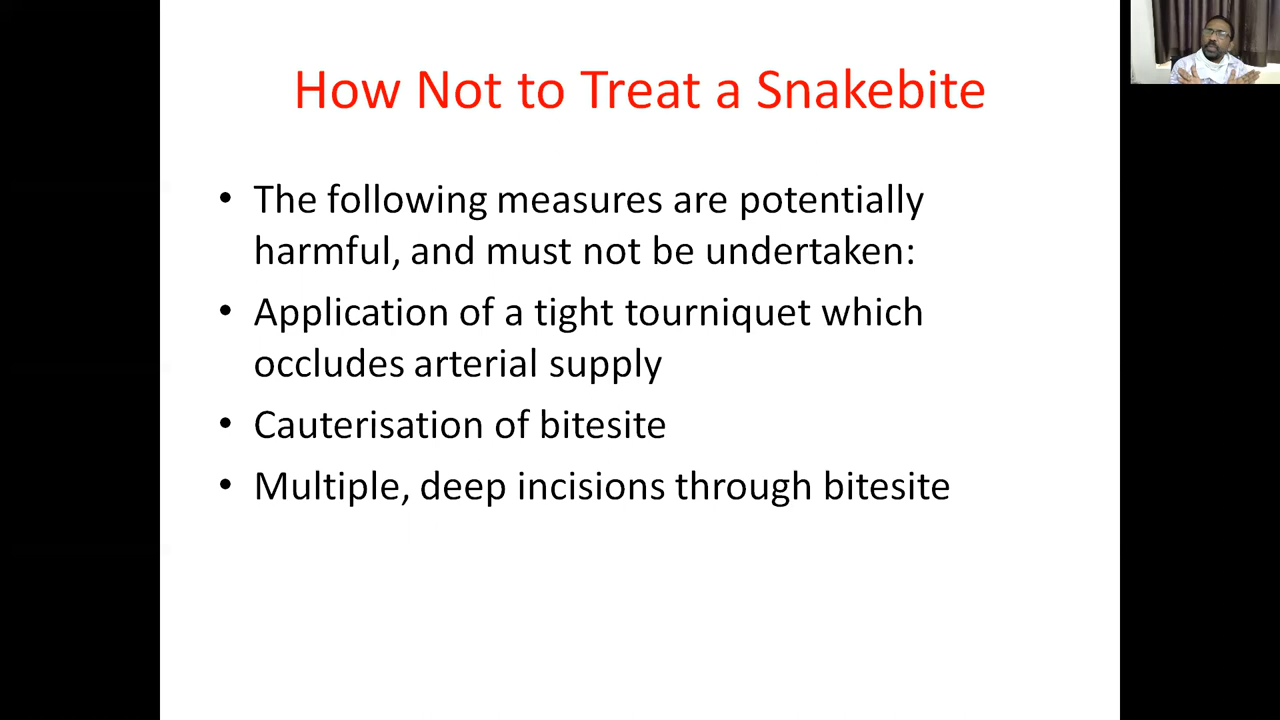 How Not to Treat a Snakebite
• The following measures are potentially
harmful, and must not be undertaken:
• Application of a tight tourniquet which
occludes arterial supply
• Cauterisation of bitesite
• Multiple, deep incisions through bitesite